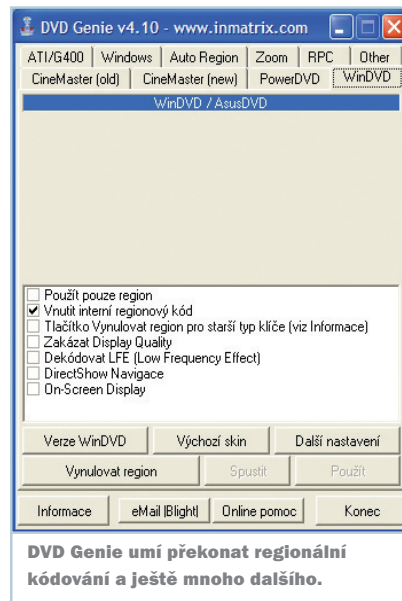 DVD Genie v4.10 - www.inmatrix.com
ATI/G400 Windows Auto Region Zoom RPC Other
CineMaster (old) CineMaster (new) PowerDVD WinDVD
WinDVD / AsusDVD
Použít pouze region
Vnutit interní regionový kód
Tlačítko Vynulovat region pro starší typ klíče (viz Informace)
Zakázat Display Quality
Dekódovat LFE (Low Frequency Effect)
DirectShow Navigace
On-Screen Display
Verze WinDVD Výchozí skin Další nastavení
Vynulovat region Spustit Použít
Informace eMail |Blight| Online pomoc Konec
DVD Genie umí překonat regionální
kódování a ještě mnoho dalšího.